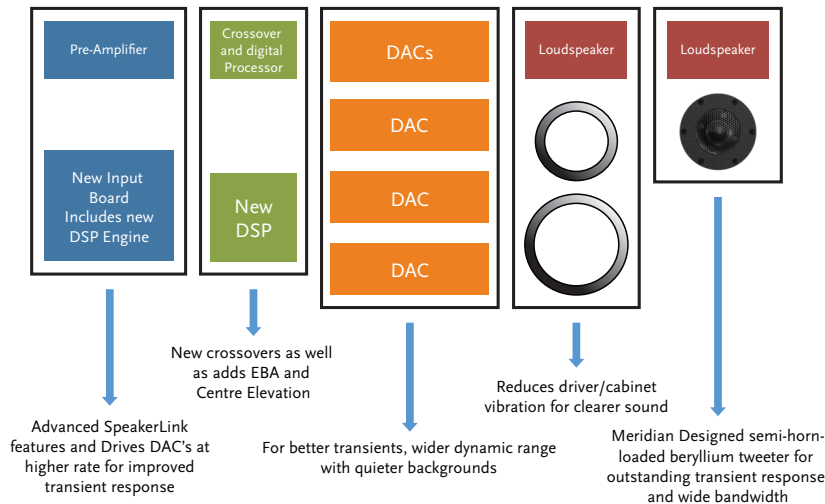 Pre-Amplifier
New Input
Board
Includes new
DSP Engine
Crossover
and digital
Processor
New
DSP
DACs
DAC
DAC
DAC
Loudspeaker
Loudspeaker
Advanced SpeakerLink
features and Drives DAC's at
higher rate for improved
transient response
New crossovers as well
as adds EBA and
Centre Elevation
For better transients, wider dynamic range
with quieter backgrounds
Reduces driver/cabinet
vibration for clearer sound
Meridian Designed semi-horn-
loaded beryllium tweeter for
outstanding transient response
and wide bandwidth